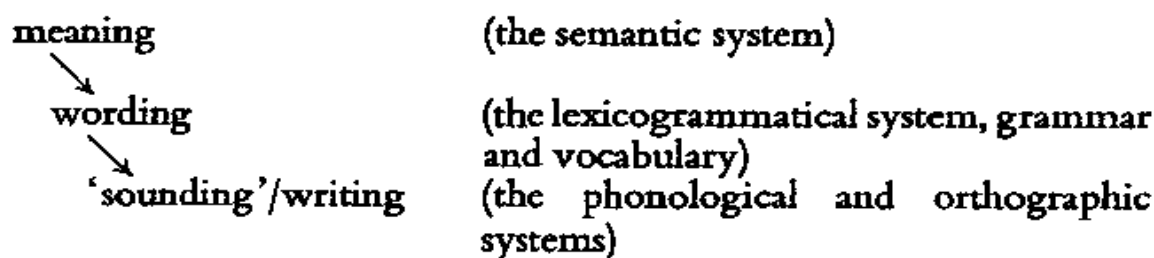 meaning (the semantic system)
wording (the lexicogrammatical system, grammar
and vocabulary)
‘sounding’/writing (the phonological and orthographic
systems)